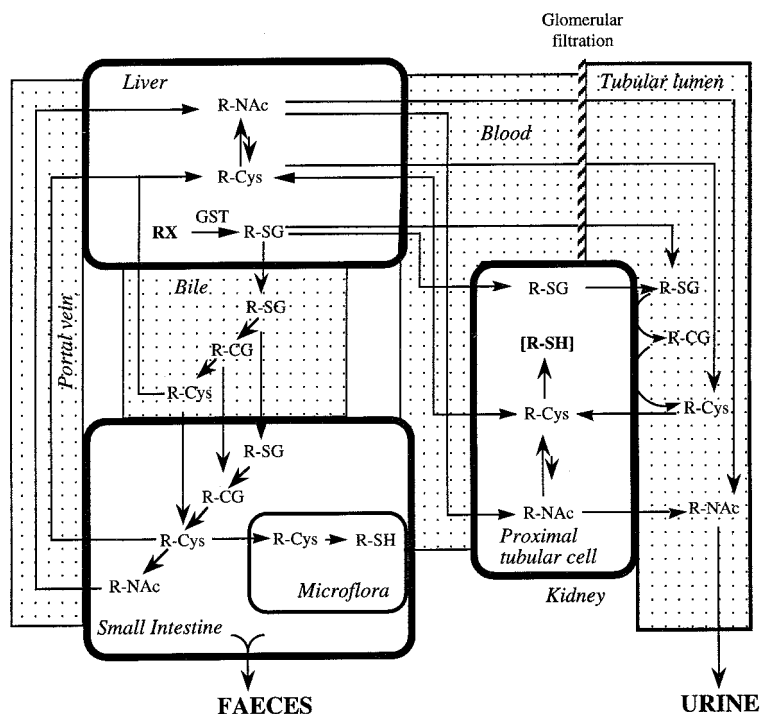 Glomerular
filtration
Liver
Tubular lumen
R-NAc
Blood
R-Cys
GST
RX
R-SG
Bile
Portal vein
R-SG
R-SG
R-SG
R-CG
R-CG
[R-SH]
R-Cys
R-Cys
R-Cys
R-SG
R-CG
R-NAc
R-NAc
R-Cys
R-Cys
R-SH
Proximal
tubular cell
R-NAc
Microflora
Kidney
Small Intestine
FAECES
URINE